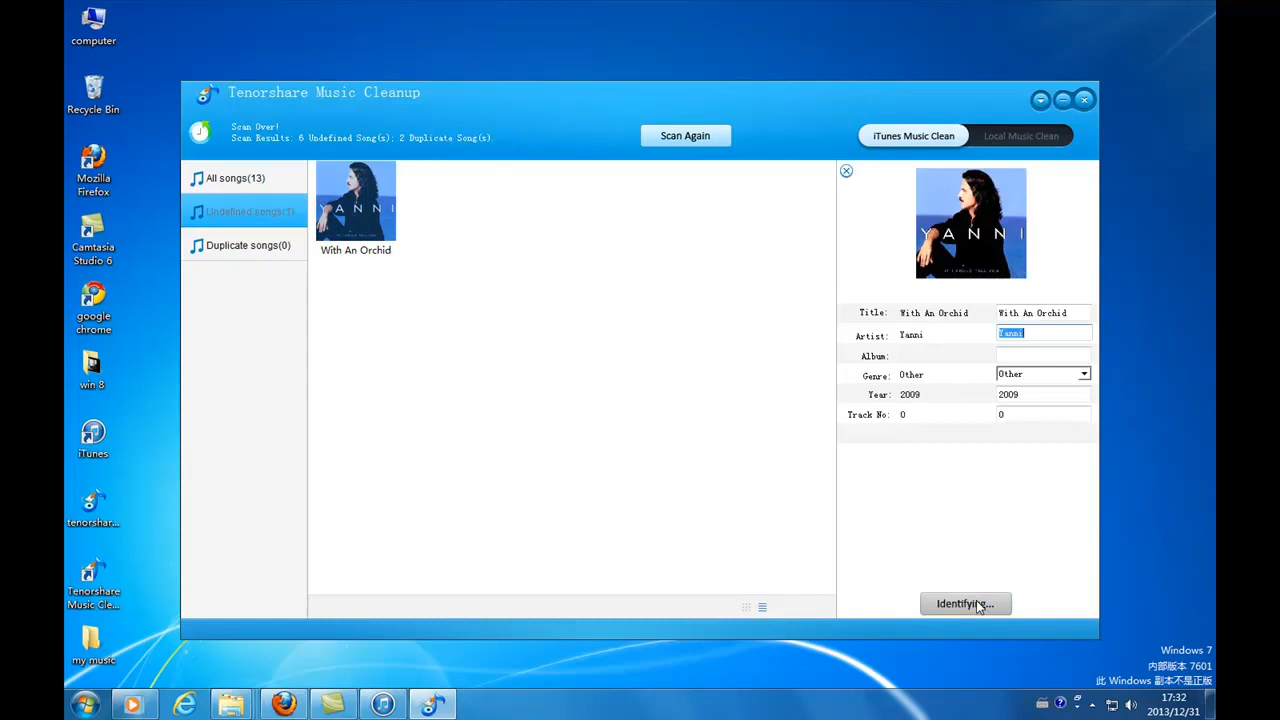 computer
Recycle Bin
Mozilla
Firefox
Camtasia
Studio 6
google
chrome
win 8
iTunes
tenorshar...
Tenorshare
Music Cle...
my music
Tenorshare Music Cleanup
Scan Over!
Scan Results: 6 Undefined Song(s); 2 Duplicate Song(s).
Scan Again
iTunes Music Clean
Local Music Clean
All songs(13)
Undefined songs(1)
Duplicate songs(0)
YANNI
With An Orchid
YANNI
IF I COULD TELL YOU
Title: With An Orchid With An Orchid
Artist: Yanni Yanni
Album:
Genre: Other Other
Year: 2009 2009
Track No: 0 0
Identifying...
Windows 7
内部版本 7601
此 Windows 副本不是正版
17:32
2013/12/31